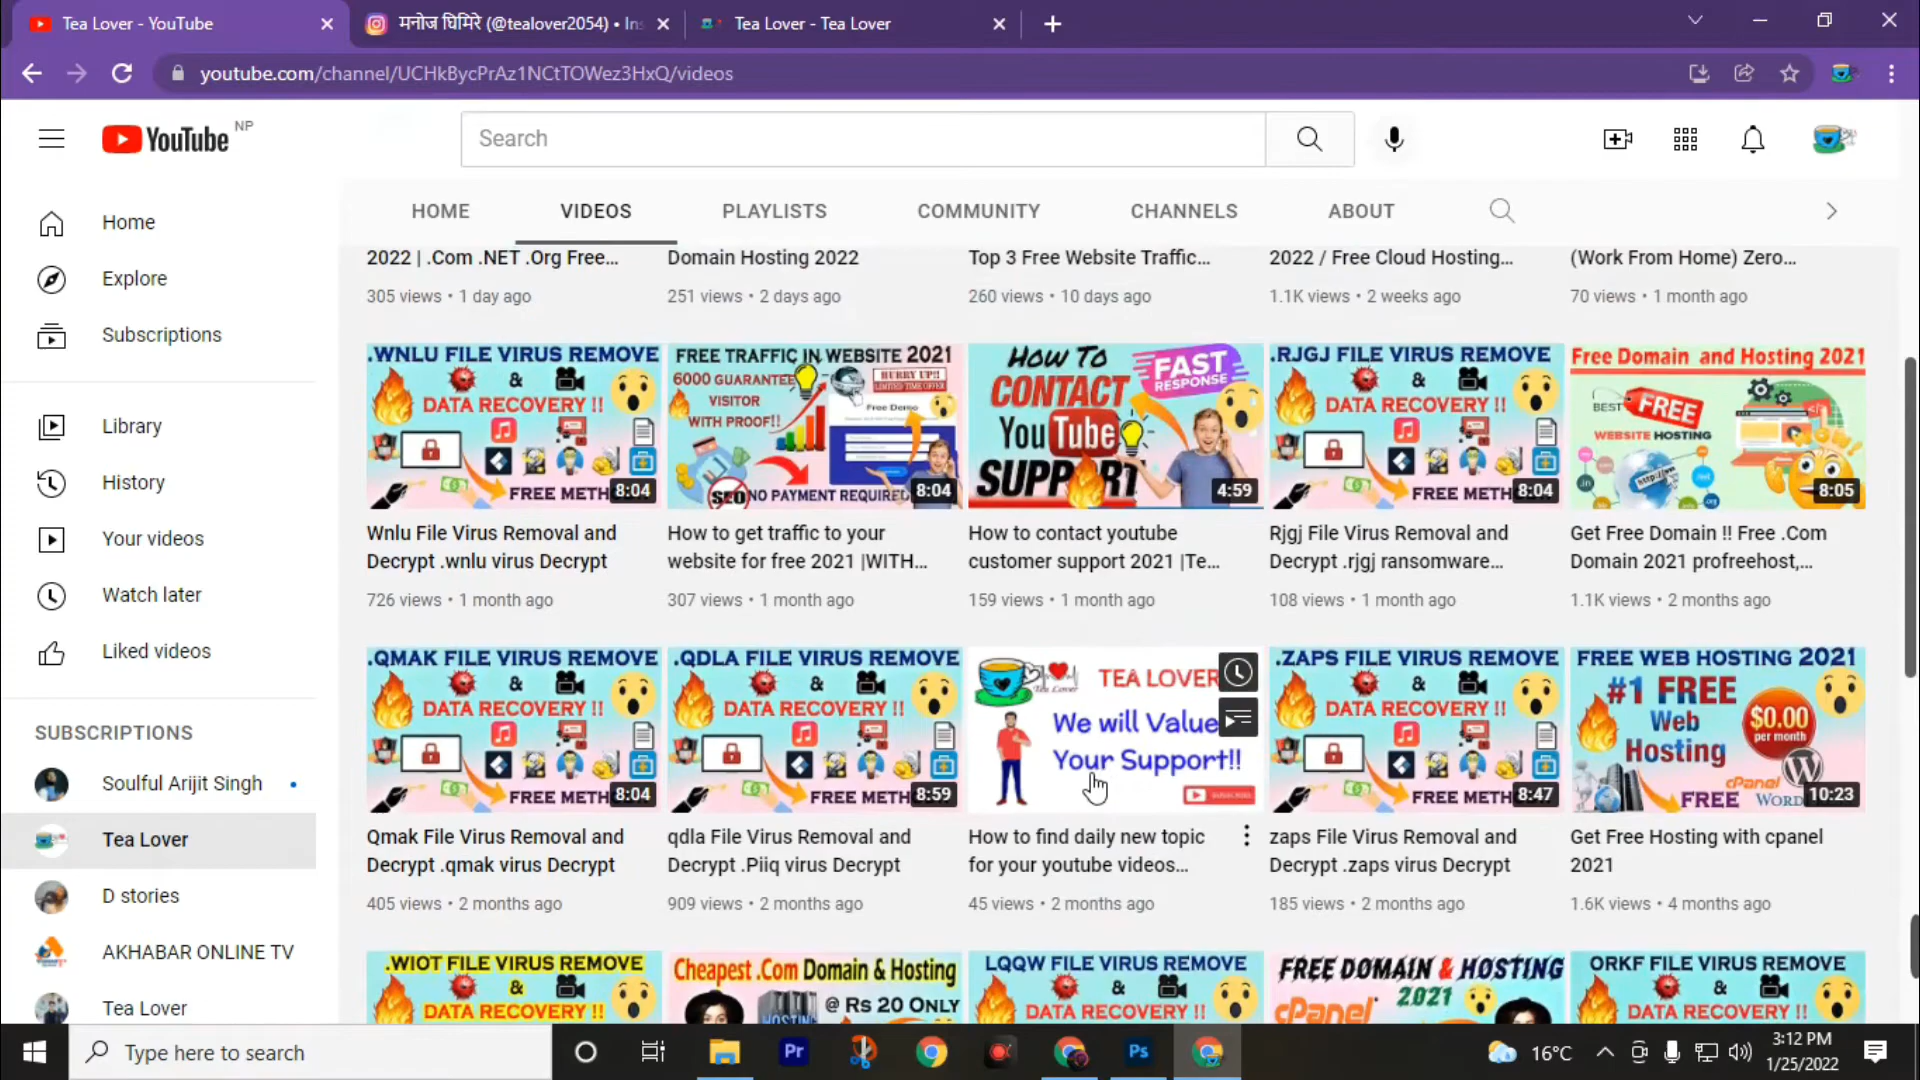 Tea Lover - YouTube
मनोज घिमिरे (@tealover2054) • Ins
Tea Lover - Tea Lover
youtube.com/channel/UCHkBycPrAz1NCtTOWez3HxQ/videos
YouTube NP
Search
HOME VIDEOS PLAYLISTS COMMUNITY CHANNELS ABOUT
Home
Explore
Subscriptions
Library
History
Your videos
Watch later
Liked videos
SUBSCRIPTIONS
Soulful Arijit Singh
Tea Lover
D stories
AKHABAR ONLINE TV
Tea Lover
2022 | .Com .NET .Org Free...
305 views • 1 day ago
Domain Hosting 2022
251 views • 2 days ago
Top 3 Free Website Traffic...
260 views • 10 days ago
2022 / Free Cloud Hosting...
1.1K views • 2 weeks ago
(Work From Home) Zero...
70 views • 1 month ago
.WNLU FILE VIRUS REMOVE
&
DATA RECOVERY !!
FREE METH
8:04
Wnlu File Virus Removal and
Decrypt .wnlu virus Decrypt
726 views • 1 month ago
FREE TRAFFIC IN WEBSITE 2021
6000 GUARANTEE
VISITOR
WITH PROOF!!
HURRY UP!!
LIMITED TIME OFFER
Free Demo
SEO
NO PAYMENT REQUIRED
8:04
How to get traffic to your
website for free 2021 |WITH...
307 views • 1 month ago
HOW TO
CONTACT
YouTube
SUPPORT
FAST
RESPONSE
4:59
How to contact youtube
customer support 2021 |Te...
159 views • 1 month ago
.RJGJ FILE VIRUS REMOVE
&
DATA RECOVERY !!
FREE METH
8:04
Rjgj File Virus Removal and
Decrypt .rjgj ransomware...
108 views • 1 month ago
Free Domain and Hosting 2021
BEST FREE
WEBSITE HOSTING
http://
8:05
Get Free Domain !! Free .Com
Domain 2021 profreehost,...
1.1K views • 2 months ago
.QMAK FILE VIRUS REMOVE
&
DATA RECOVERY !!
FREE METH
8:04
Qmak File Virus Removal and
Decrypt .qmak virus Decrypt
405 views • 2 months ago
.QDLA FILE VIRUS REMOVE
&
DATA RECOVERY !!
FREE METH
8:59
qdla File Virus Removal and
Decrypt .Piiq virus Decrypt
909 views • 2 months ago
Tea Lover
TEA LOVER
We will Value
Your Support!!
SUBSCRIBE
How to find daily new topic
for your youtube videos...
45 views • 2 months ago
.ZAPS FILE VIRUS REMOVE
&
DATA RECOVERY !!
FREE METH
8:47
zaps File Virus Removal and
Decrypt .zaps virus Decrypt
185 views • 2 months ago
FREE WEB HOSTING 2021
#1 FREE
Web
Hosting
$0.00
per month
cPanel
FREE WORD
10:23
Get Free Hosting with cpanel
2021
1.6K views • 4 months ago
.WIOT FILE VIRUS REMOVE
&
DATA RECOVERY !!
Cheapest .Com Domain & Hosting
@ Rs 20 ONLY
HOSTING
LQQW FILE VIRUS REMOVE
&
DATA RECOVERY !!
FREE DOMAIN & HOSTING
2021
cPanel
ORKF FILE VIRUS REMOVE
&
DATA RECOVERY !!
Type here to search
Pr
Ps
16°C
3:12 PM
1/25/2022